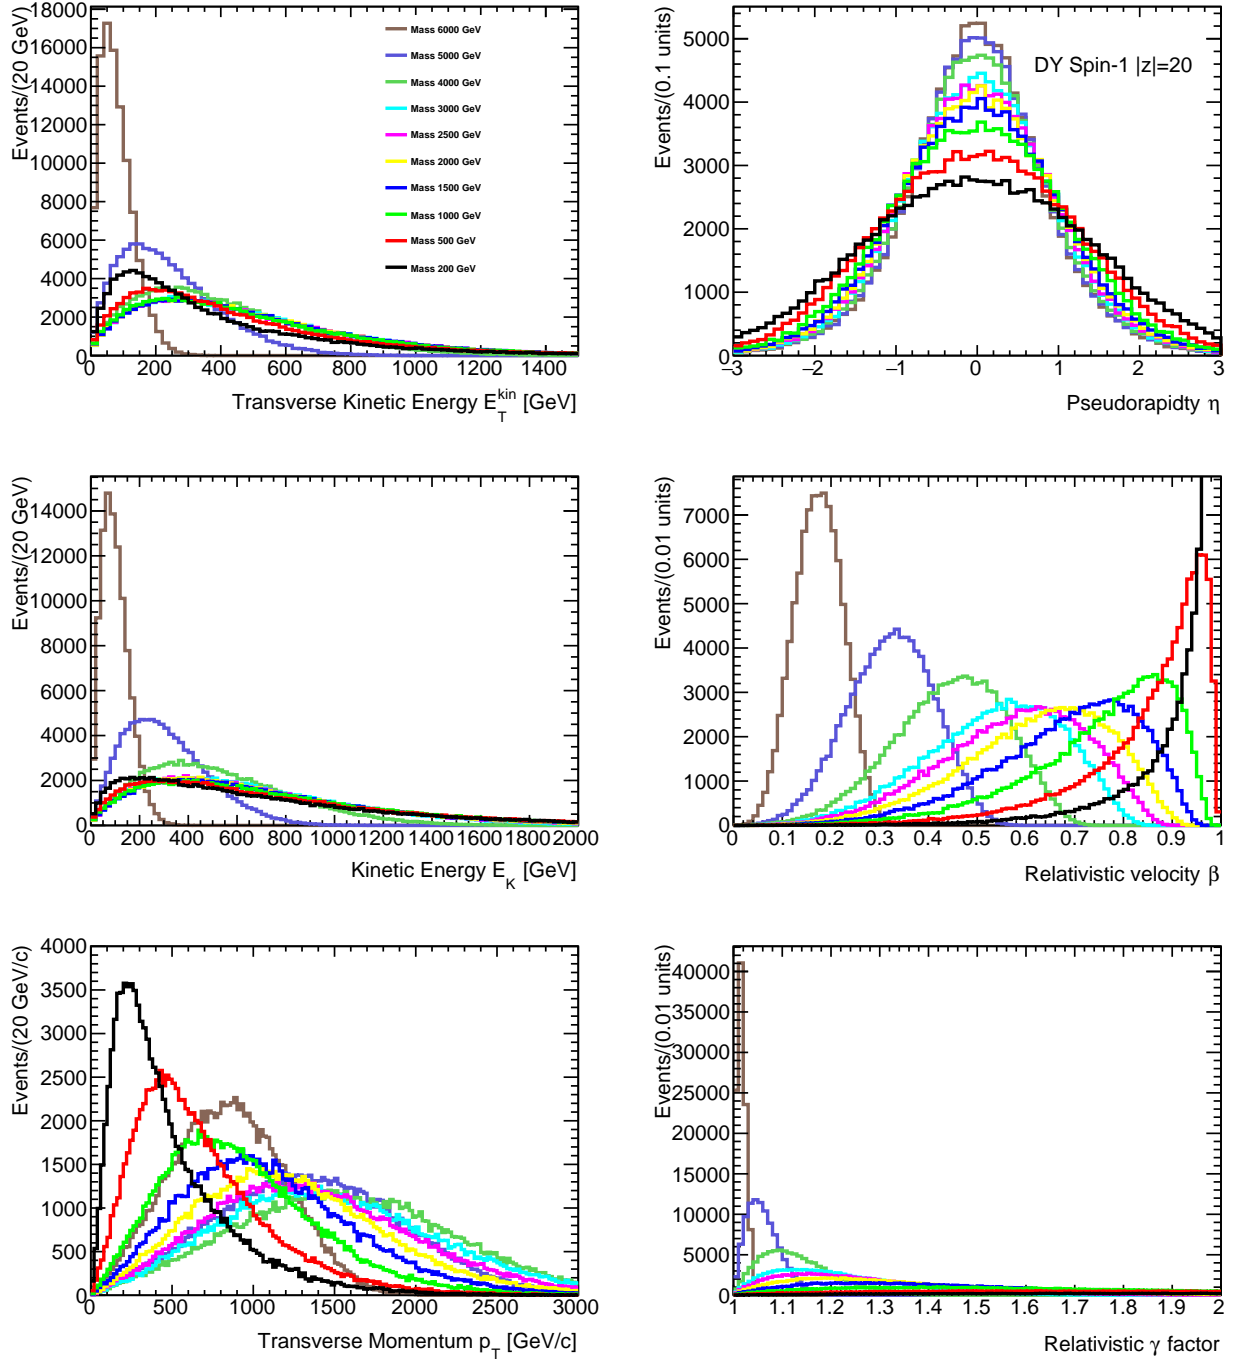 Events/(20 GeV)
18000
16000
14000
12000
10000
8000
6000
4000
2000
0
Mass 6000 GeV
Mass 5000 GeV
Mass 4000 GeV
Mass 3000 GeV
Mass 2500 GeV
Mass 2000 GeV
Mass 1500 GeV
Mass 1000 GeV
Mass 500 GeV
Mass 200 GeV
0 200 400 600 800 1000 1200 1400
Transverse Kinetic Energy E_T^kin [GeV]
Events/(0.1 units)
5000
4000
3000
2000
1000
0
DY Spin-1 |z|=20
−3 −2 −1 0 1 2 3
Pseudorapidty η
Events/(20 GeV)
14000
12000
10000
8000
6000
4000
2000
0
0 200 400 600 800 1000 1200 1400 1600 1800 2000
Kinetic Energy E_K [GeV]
Events/(0.01 units)
7000
6000
5000
4000
3000
2000
1000
0
0 0.1 0.2 0.3 0.4 0.5 0.6 0.7 0.8 0.9 1
Relativistic velocity β
Events/(20 GeV/c)
4000
3500
3000
2500
2000
1500
1000
500
0
0 500 1000 1500 2000 2500 3000
Transverse Momentum p_T [GeV/c]
Events/(0.01 units)
40000
35000
30000
25000
20000
15000
10000
5000
0
1 1.1 1.2 1.3 1.4 1.5 1.6 1.7 1.8 1.9 2
Relativistic γ factor